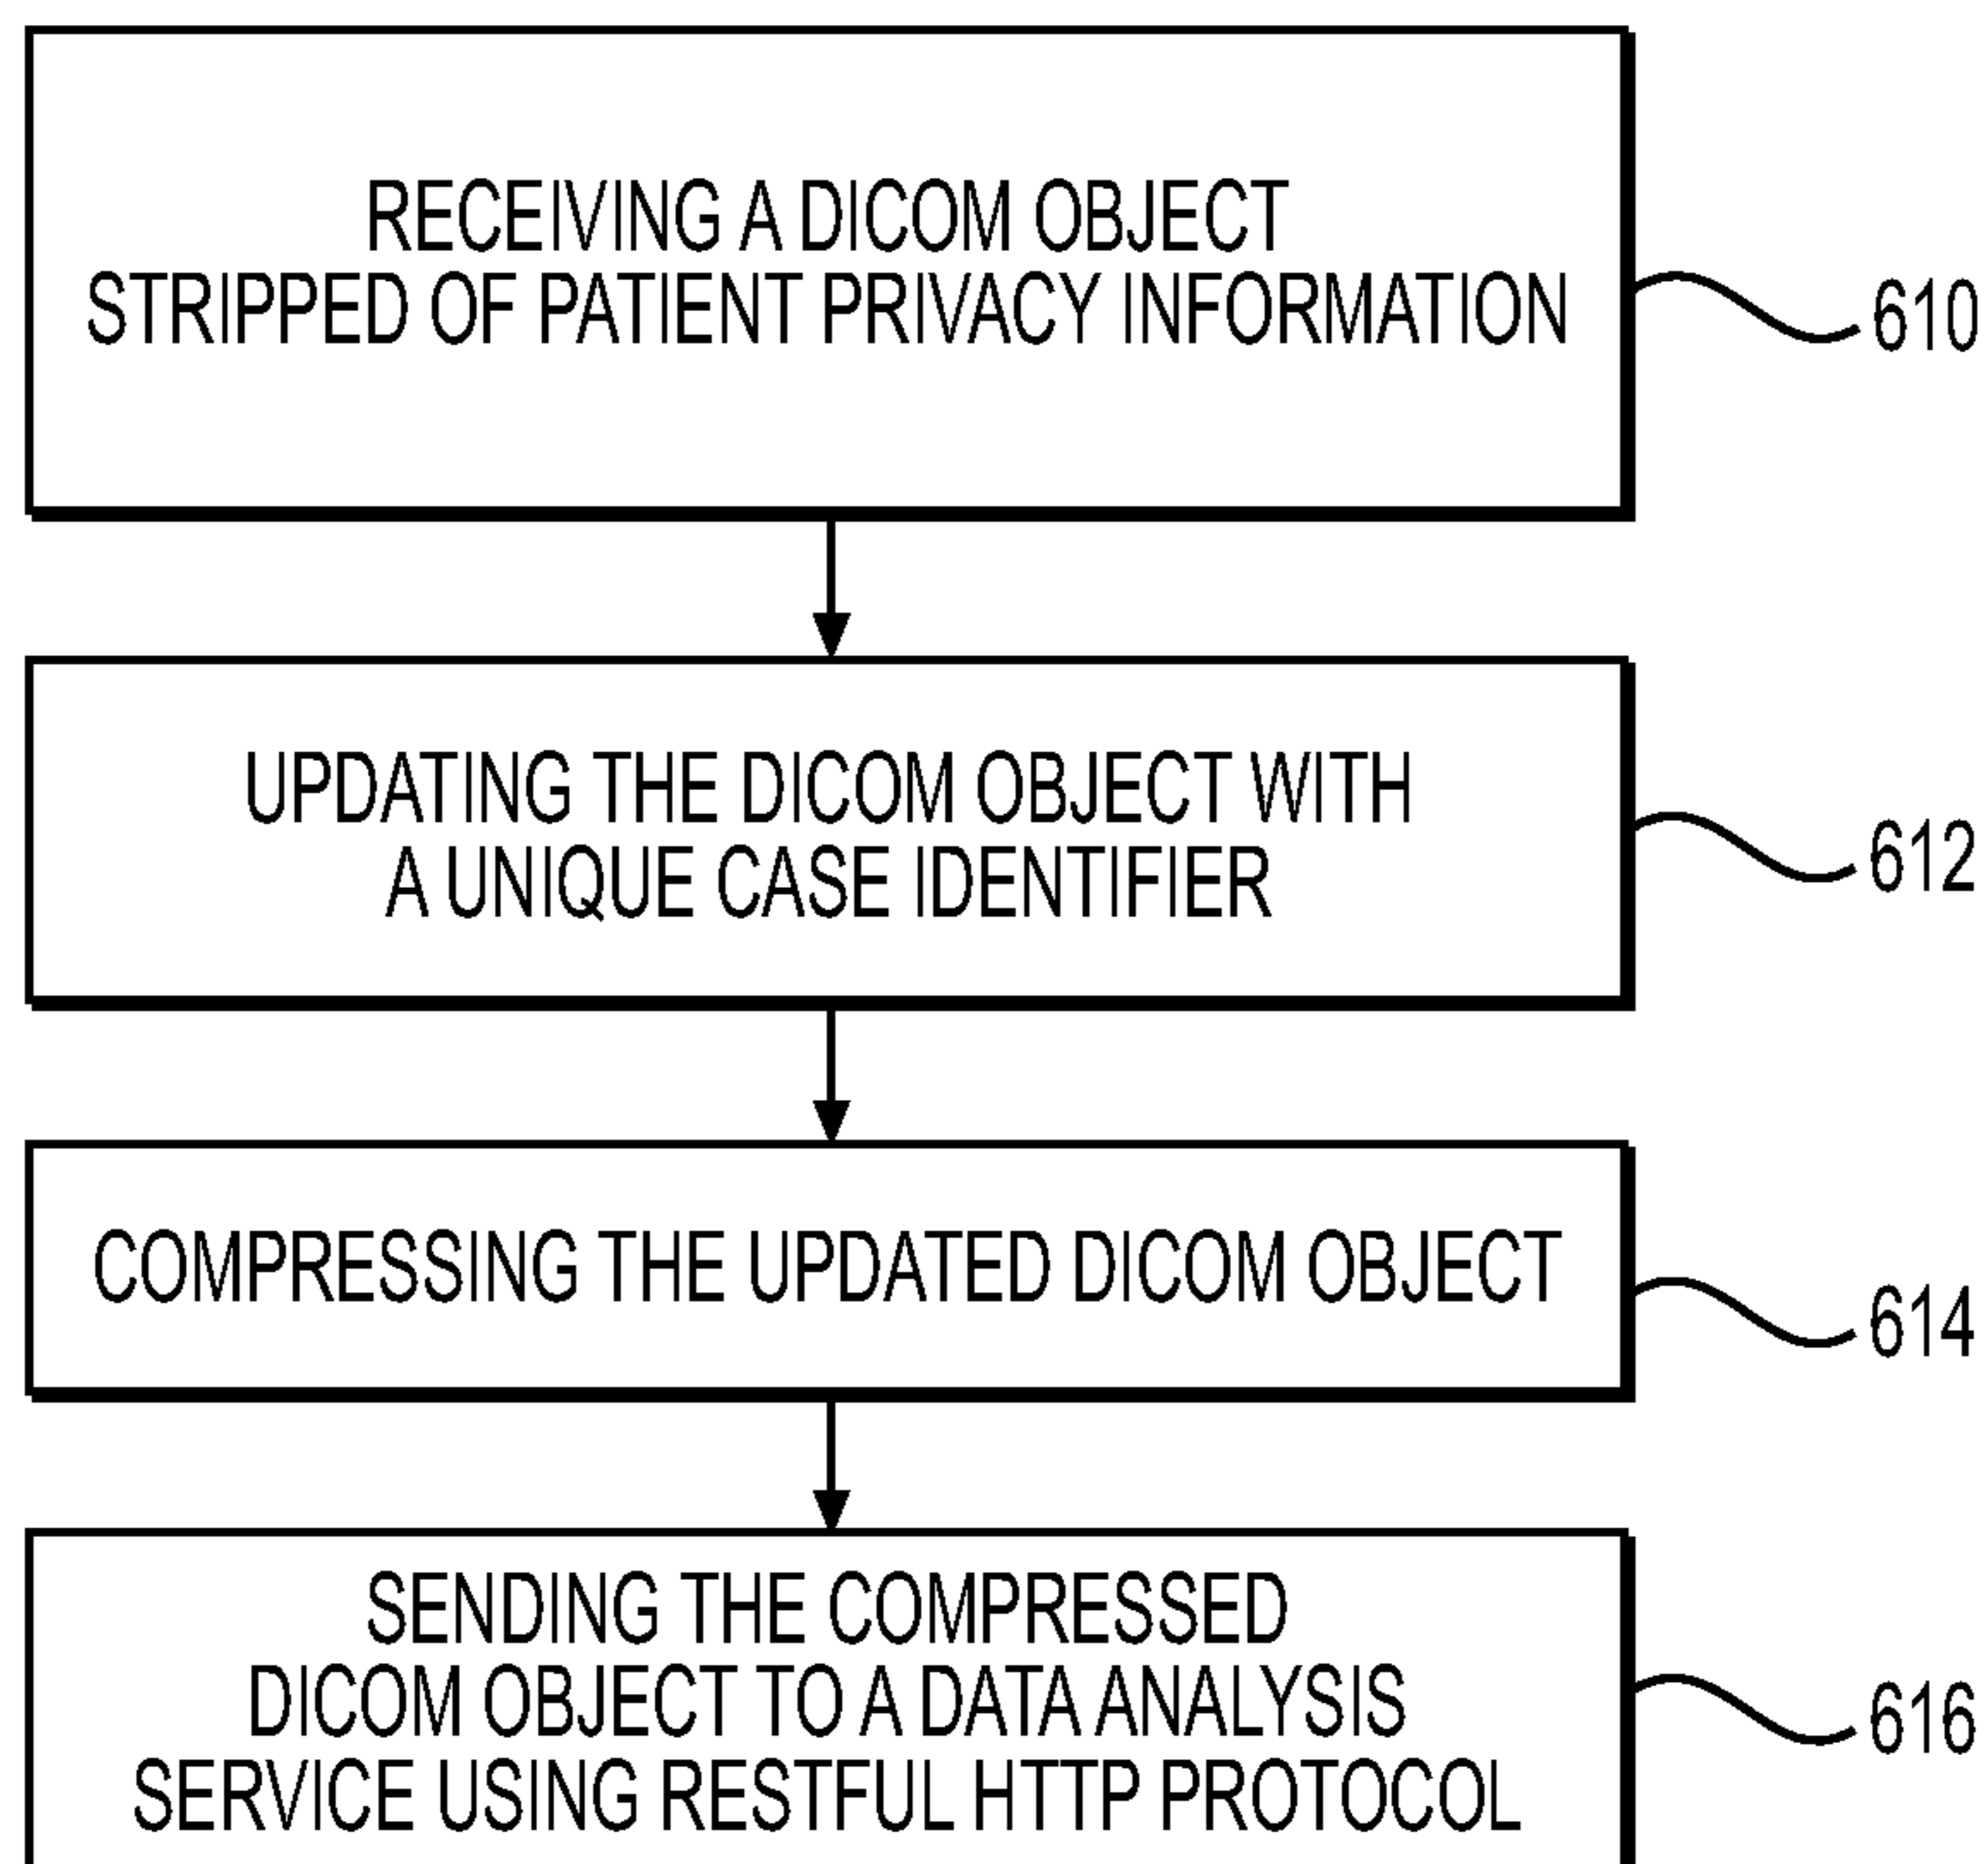 RECEIVING A DICOM OBJECT
STRIPPED OF PATIENT PRIVACY INFORMATION
610
UPDATING THE DICOM OBJECT WITH
A UNIQUE CASE IDENTIFIER
612
COMPRESSING THE UPDATED DICOM OBJECT
614
SENDING THE COMPRESSED
DICOM OBJECT TO A DATA ANALYSIS
SERVICE USING RESTFUL HTTP PROTOCOL
616